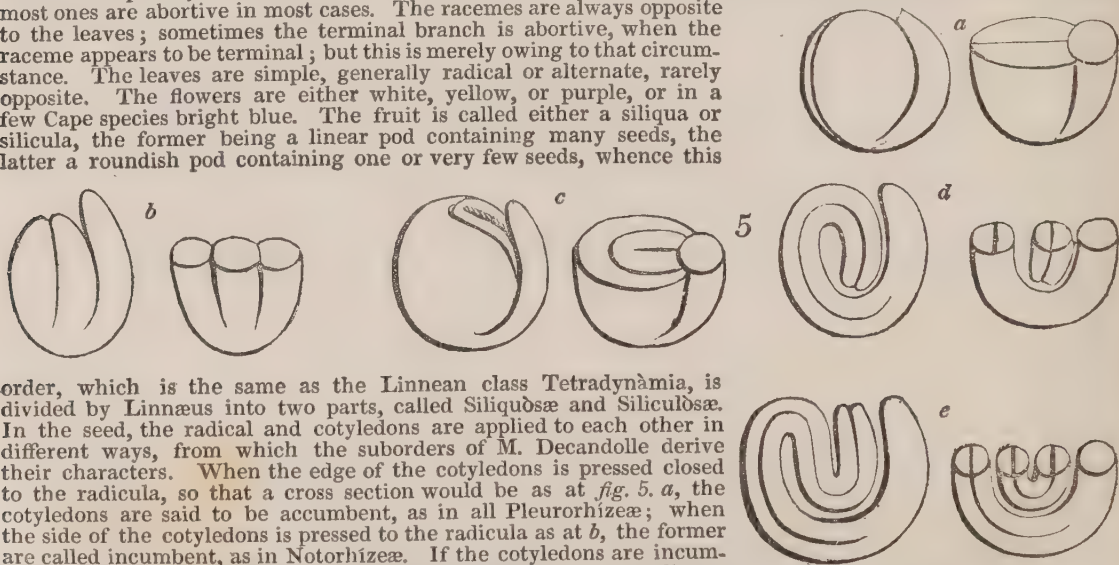 most ones are abortive in most cases. The racemes are always opposite
to the leaves; sometimes the terminal branch is abortive, when the
raceme appears to be terminal; but this is merely owing to that circum-
stance. The leaves are simple, generally radical or alternate, rarely
opposite. The flowers are either white, yellow, or purple, or in a
few Cape species bright blue. The fruit is called either a siliqua or
silicula, the former being a linear pod containing many seeds, the
latter a roundish pod containing one or very few seeds, whence this
a
b
c
5
d
order, which is the same as the Linnean class Tetradynàmia, is
divided by Linnæus into two parts, called Siliquòsæ and Siliculòsæ.
In the seed, the radical and cotyledons are applied to each other in
different ways, from which the suborders of M. Decandolle derive
their characters. When the edge of the cotyledons is pressed closed
to the radicula, so that a cross section would be as at fig. 5. a, the
cotyledons are said to be accumbent, as in all Pleurorhízeæ; when
the side of the cotyledons is pressed to the radicula as at b, the former
are called incumbent, as in Notorhízeæ. If the cotyledons are incum-
e